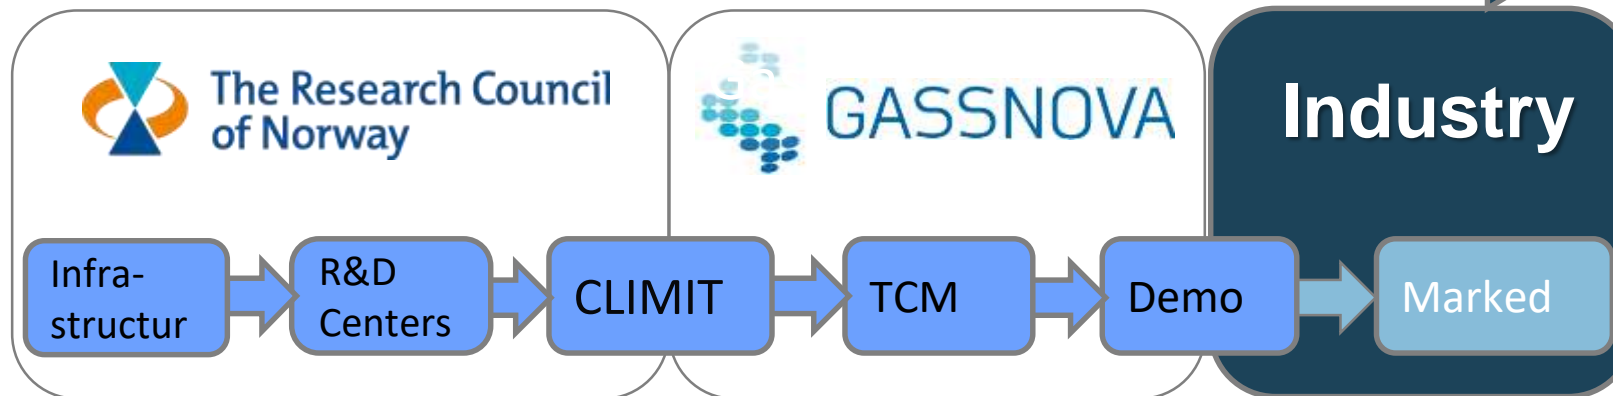 The Research Council
of Norway
GASSNOVA
Industry
Infra-
structur
R&D
Centers
CLIMIT
TCM
Demo
Marked